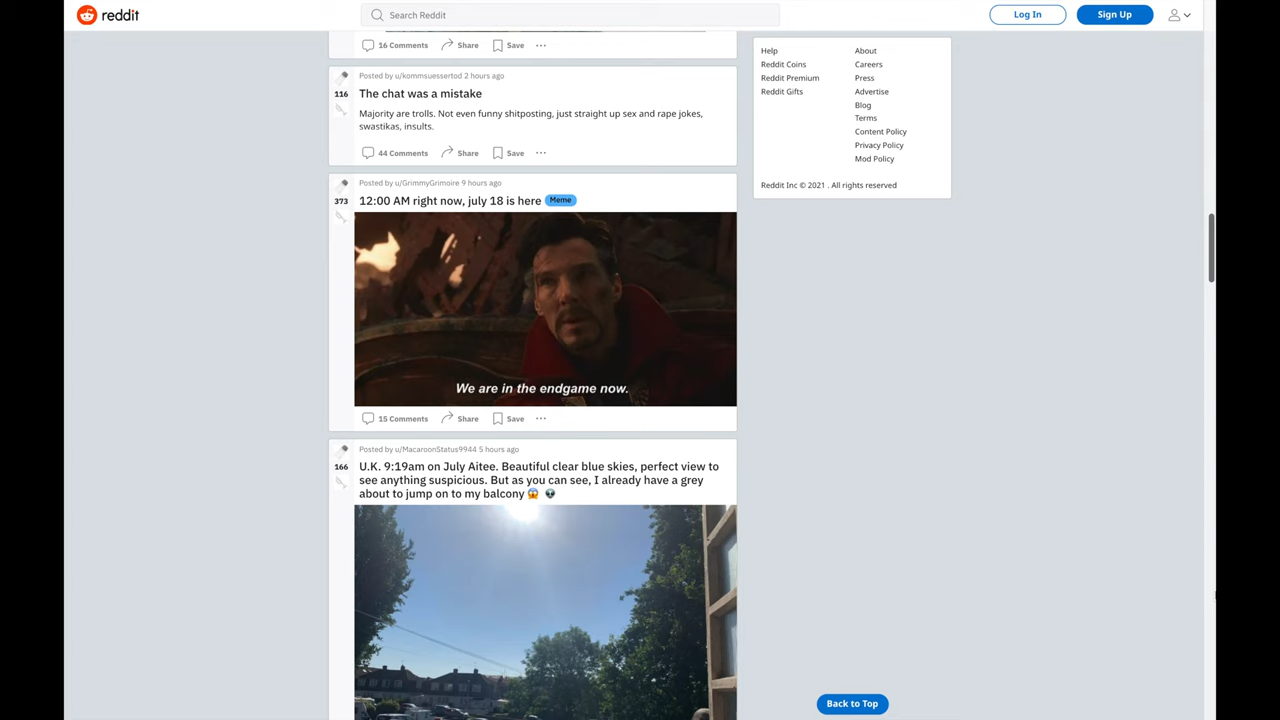 reddit
Search Reddit
Log In
Sign Up
16 Comments
Share
Save
Help
About
Reddit Coins
Careers
Reddit Premium
Press
Reddit Gifts
Advertise
Blog
Terms
Content Policy
Privacy Policy
Mod Policy
Reddit Inc © 2021 . All rights reserved
Posted by u/kommsuessertod 2 hours ago
116
The chat was a mistake
Majority are trolls. Not even funny shitposting, just straight up sex and rape jokes,
swastikas, insults.
44 Comments
Share
Save
Posted by u/GrimmyGrimoire 9 hours ago
373
12:00 AM right now, july 18 is here Meme
We are in the endgame now.
15 Comments
Share
Save
Posted by u/MacaroonStatus9944 5 hours ago
166
U.K. 9:19am on July Aitee. Beautiful clear blue skies, perfect view to
see anything suspicious. But as you can see, I already have a grey
about to jump on to my balcony 😱 👽
Back to Top